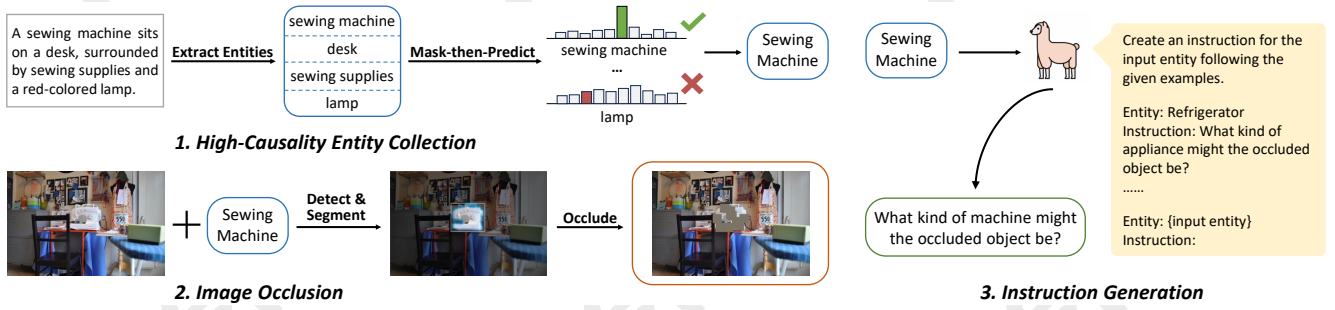 A sewing machine sits
on a desk, surrounded
by sewing supplies and
a red-colored lamp.
Extract Entities
sewing machine
desk
sewing supplies
lamp
Mask-then-Predict
sewing machine
...
lamp
Sewing
Machine
1. High-Causality Entity Collection
+
Sewing
Machine
Detect &
Segment
Occlude
2. Image Occlusion
Sewing
Machine
Create an instruction for the
input entity following the
given examples.
Entity: Refrigerator
Instruction: What kind of
appliance might the occluded
object be?
......
Entity: {input entity}
Instruction:
What kind of machine might
the occluded object be?
3. Instruction Generation